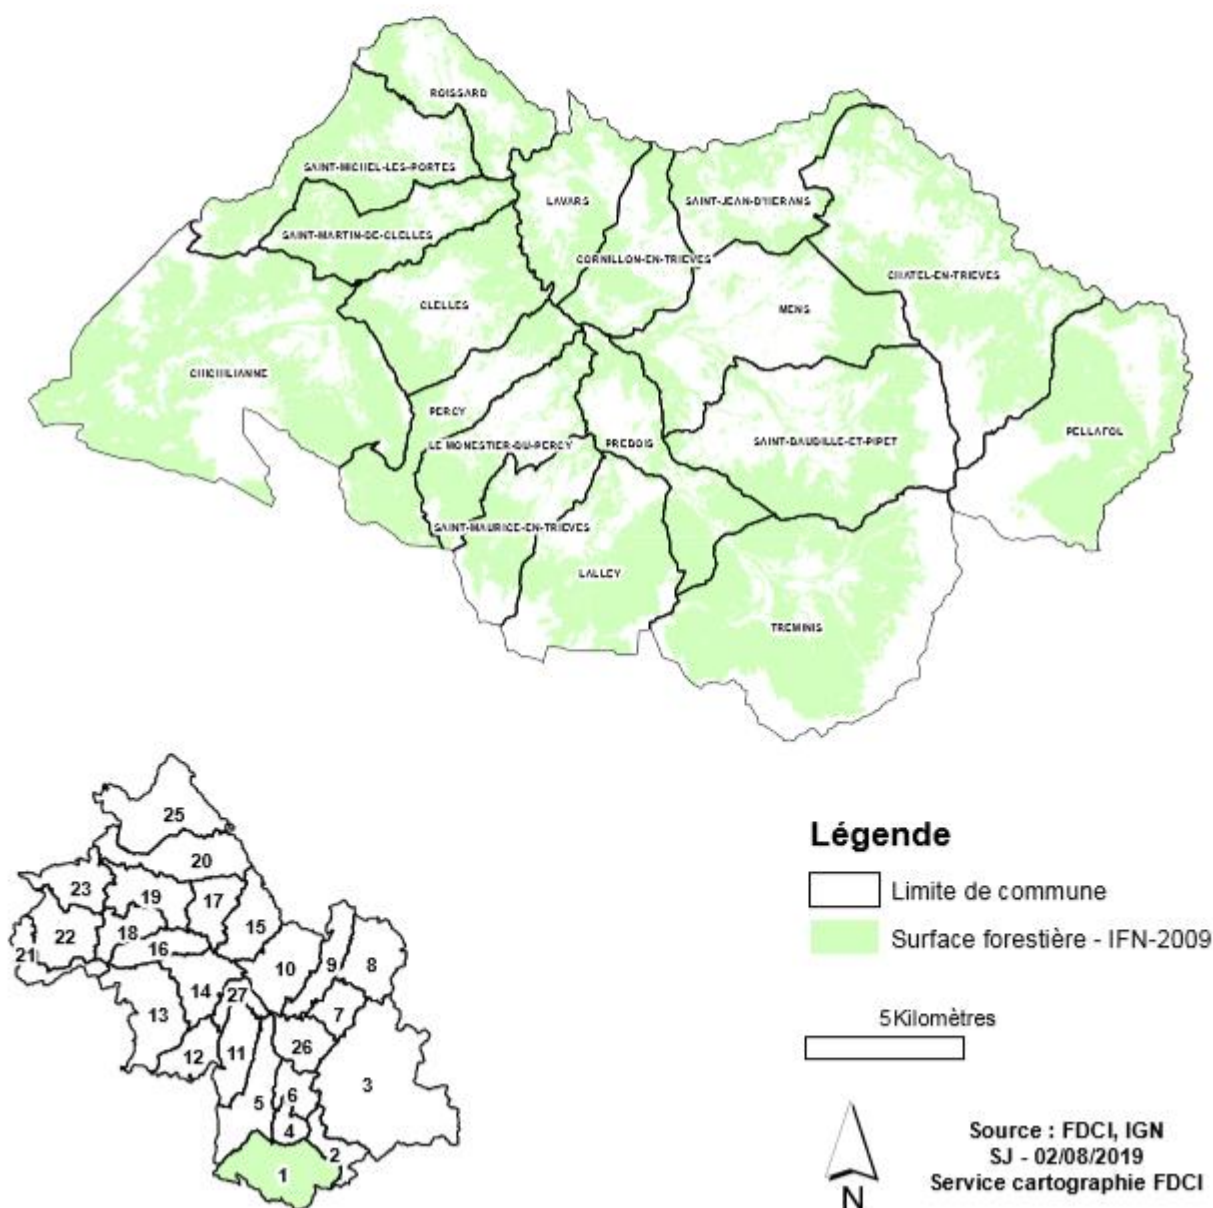 ROISSARD
SAINT-MICHEL-LES-PORTES
LAVARS
SAINT-JEAN-D'HERANS
SAINT-MARTIN-DE-CLELLES
CORNILLON-EN-TRIEVES
CHATEL-EN-TRIEVES
CLELLES
MENS
CHICHILIANNE
PERCY
LE MONESTIER-DU-PERCY
PREBOIS
SAINT-BAUDILLE-ET-PIPET
PELLAFOL
SAINT-MAURICE-EN-TRIEVES
LALLEY
TREMINIS
25
20
23
19
17
22
18
15
21
16
10
9
8
14
27
13
7
12
11
26
5
6
3
4
2
1
Légende
Limite de commune
Surface forestière - IFN-2009
5 Kilomètres
N
Source : FDCI, IGN
SJ - 02/08/2019
Service cartographie FDCI